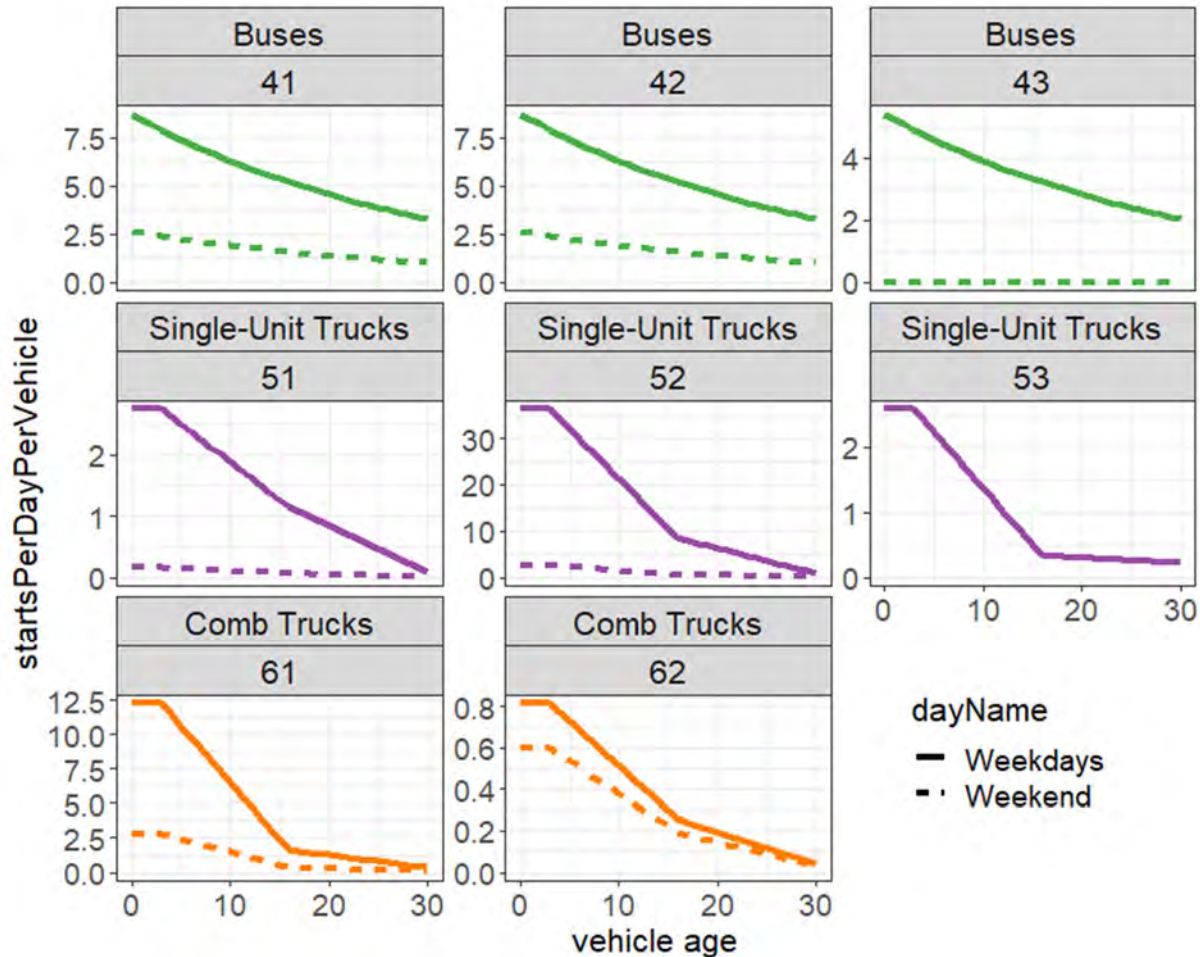 Buses
41
7.5
5.0
2.5
0.0
Buses
42
7.5
5.0
2.5
0.0
Buses
43
4
2
0
Single-Unit Trucks
51
2
1
0
Single-Unit Trucks
52
30
20
10
0
Single-Unit Trucks
53
2
1
0
0 10 20 30
Comb Trucks
61
12.5
10.0
7.5
5.0
2.5
0.0
0 10 20 30
Comb Trucks
62
0.8
0.6
0.4
0.2
0.0
0 10 20 30
startsPerDayPerVehicle
vehicle age
dayName
Weekdays
Weekend